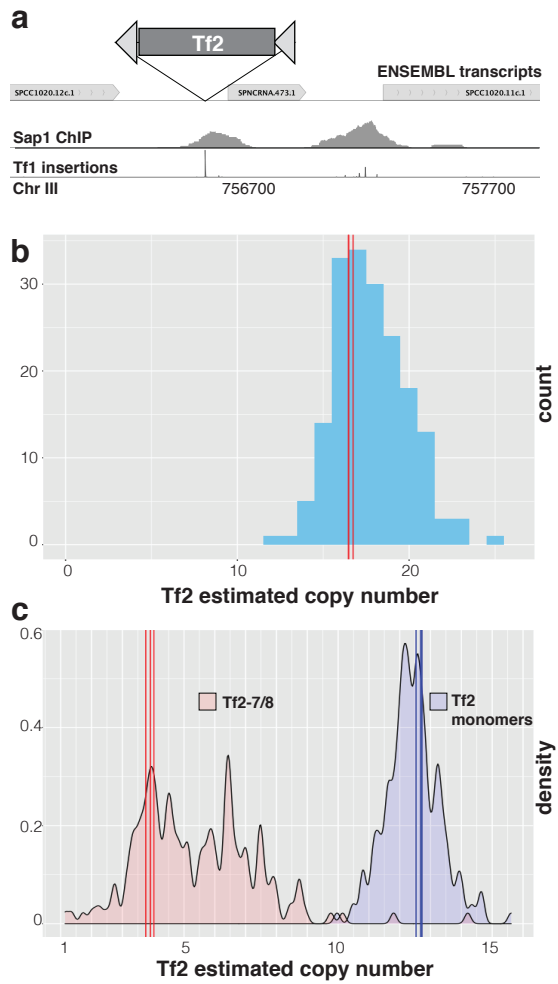 a
Tf2
ENSEMBL transcripts
SPCC1020.12c.1
SPNCRNA.473.1
SPCC1020.11c.1
Sap1 ChIP
Tf1 insertions
Chr III
756700
757700
b
30
20
10
0
count
0
10
20
Tf2 estimated copy number
c
0.6
0.4
0.2
0
Tf2-7/8
Tf2
monomers
density
1
5
10
15
Tf2 estimated copy number